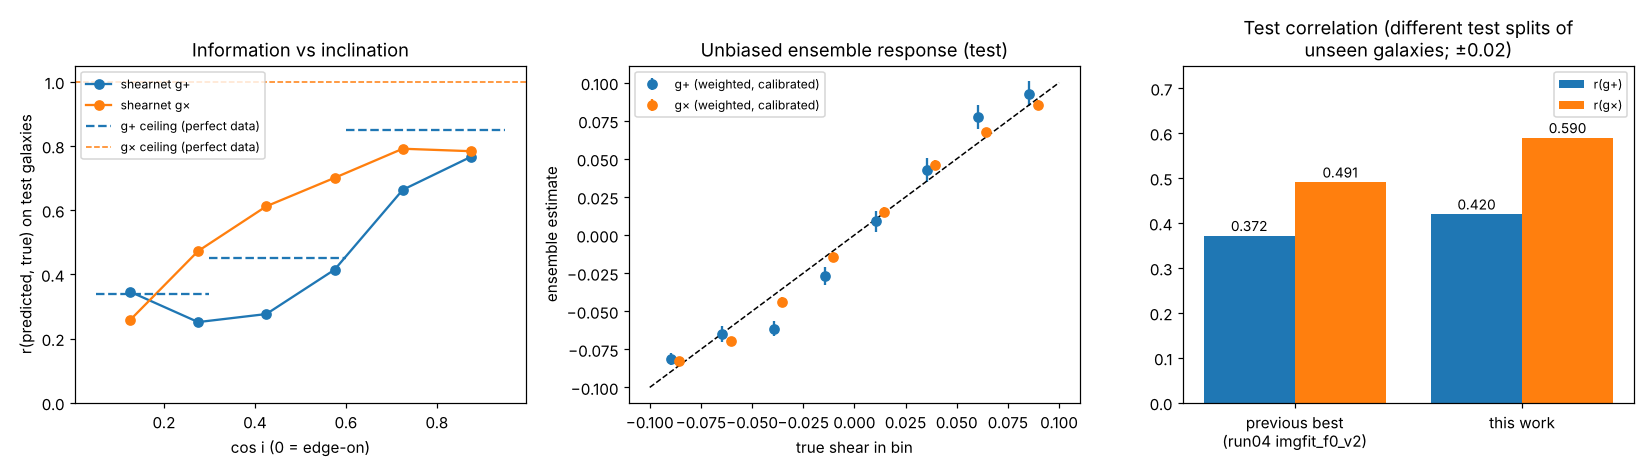 Information vs inclination
r(predicted, true) on test galaxies
1.0
0.8
0.6
0.4
0.2
0.0
shearnet g+
shearnet g×
g+ ceiling (perfect data)
g× ceiling (perfect data)
0.2
0.4
0.6
0.8
cos i (0 = edge-on)
Unbiased ensemble response (test)
ensemble estimate
0.100
0.075
0.050
0.025
0.000
−0.025
−0.050
−0.075
−0.100
g+ (weighted, calibrated)
g× (weighted, calibrated)
−0.100
−0.075
−0.050
−0.025
0.000
0.025
0.050
0.075
0.100
true shear in bin
Test correlation (different test splits of
unseen galaxies; ±0.02)
0.7
0.6
0.5
0.4
0.3
0.2
0.1
0.0
r(g+)
r(g×)
0.372
0.491
0.420
0.590
previous best
(run04 imgfit_f0_v2)
this work